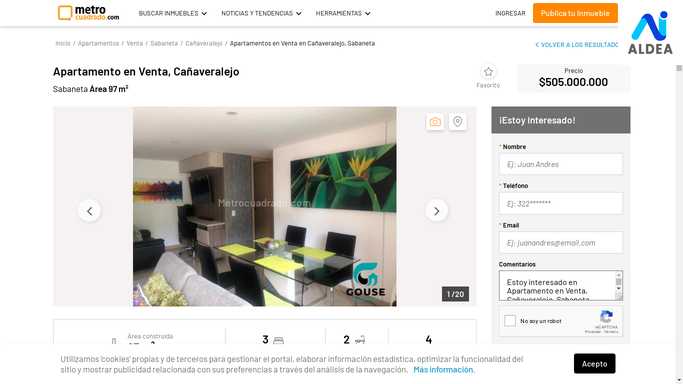 metro
cuadrado.com
BUSCAR INMUEBLES
NOTICIAS Y TENDENCIAS
HERRAMIENTAS
INGRESAR
Publica tu Inmueble
ALDEA
Inicio / Apartamentos / Venta / Sabaneta / Cañaveralejo / Apartamentos en Venta en Cañaveralejo, Sabaneta
VOLVER A LOS RESULTADO
Apartamento en Venta, Cañaveralejo
Sabaneta Área 97 m²
Favorito
Precio
$505.000.000
Metrocuadrado.com
GOUSE
1 / 20
¡Estoy Interesado!
* Nombre
Ej: Juan Andres
* Teléfono
Ej: 322*******
* Email
Ej: juanandres@email.com
Comentarios
Estoy interesado en
Apartamento en Venta,
Cañaveralejo, Sabaneta
No soy un robot
reCAPTCHA
Privacidad - Términos
Área construida
3
2
4
Utilizamos 'cookies' propias y de terceros para gestionar el portal, elaborar información estadística, optimizar la funcionalidad del
sitio y mostrar publicidad relacionada con sus preferencias a través del análisis de la navegación. Más información.
Acepto